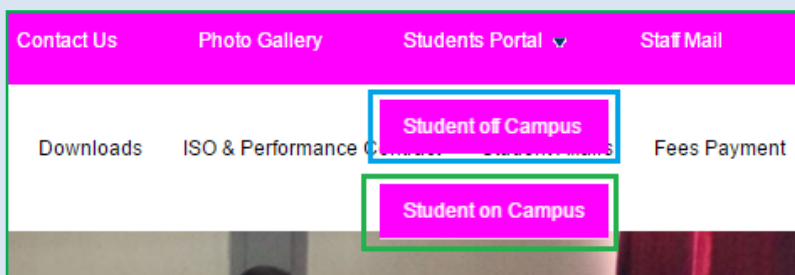 Contact Us Photo Gallery Students Portal Staff Mail
Student off Campus
Downloads ISO & Performance Fees Payment
Student on Campus